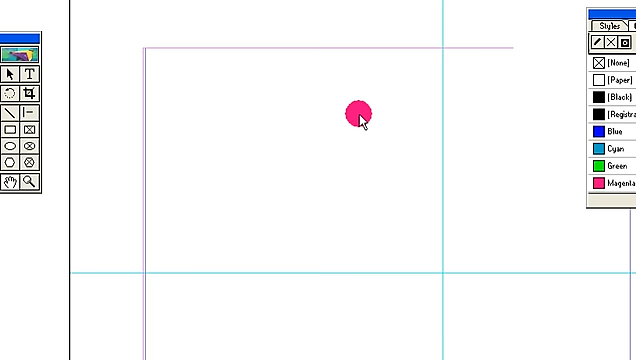 Styles
T
[None]
[Paper]
[Black]
[Registra
Blue
Cyan
Green
Magenta